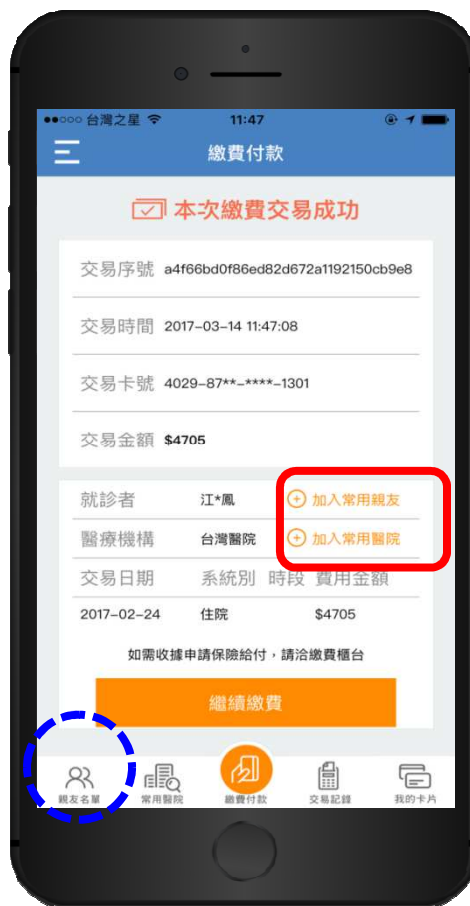 台灣之星 11:47
繳費付款
本次繳費交易成功
交易序號 a4f66bd0f86ed82d672a1192150cb9e8
交易時間 2017-03-14 11:47:08
交易卡號 4029-87**-****-1301
交易金額 $4705
就診者 江*鳳 加入常用親友
醫療機構 台灣醫院 加入常用醫院
交易日期 系統別 時段 費用金額
2017-02-24 住院 $4705
如需收據申請保險給付，請洽繳費櫃台
繼續繳費
親友名單 常用醫院 繳費付款 交易記錄 我的卡片